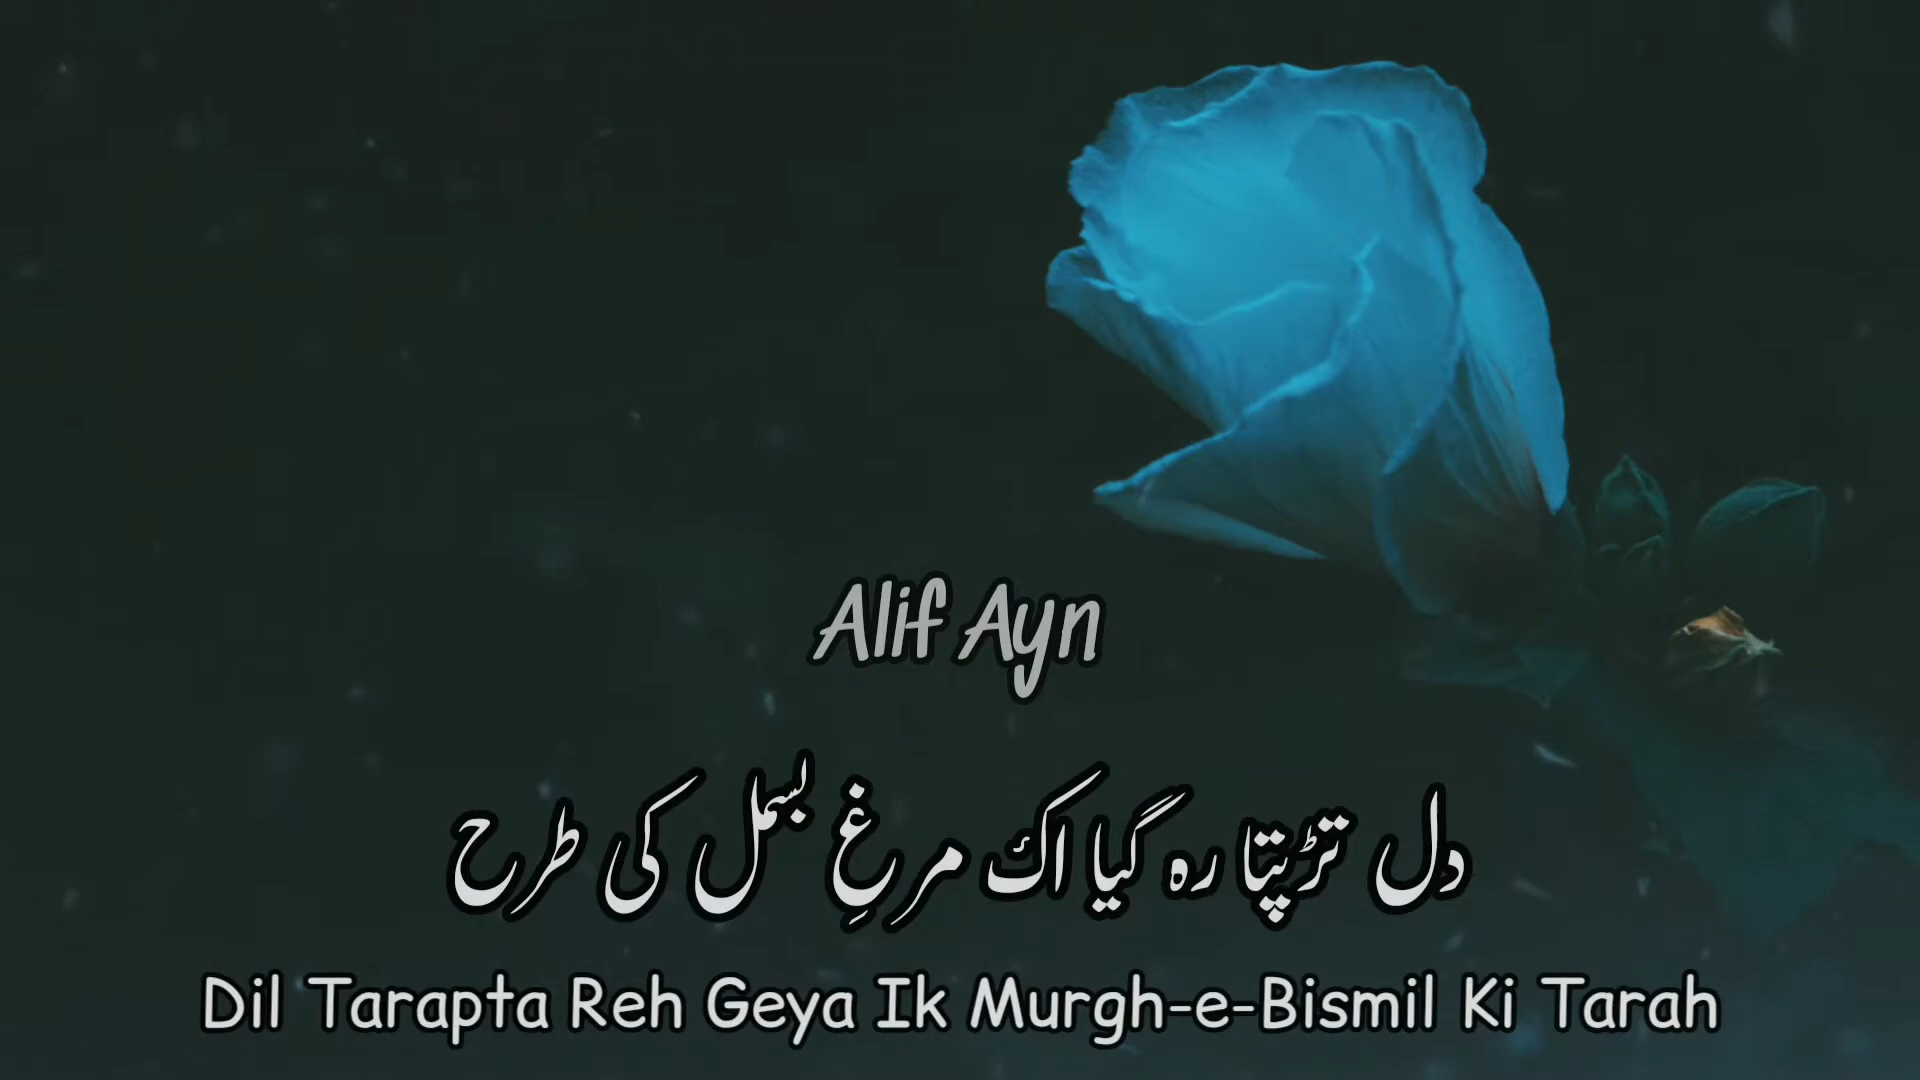 Alif Ayn
دل تڑپتا رہ گیا اک مرغِ بسمل کی طرح
Dil Tarapta Reh Geya Ik Murgh-e-Bismil Ki Tarah